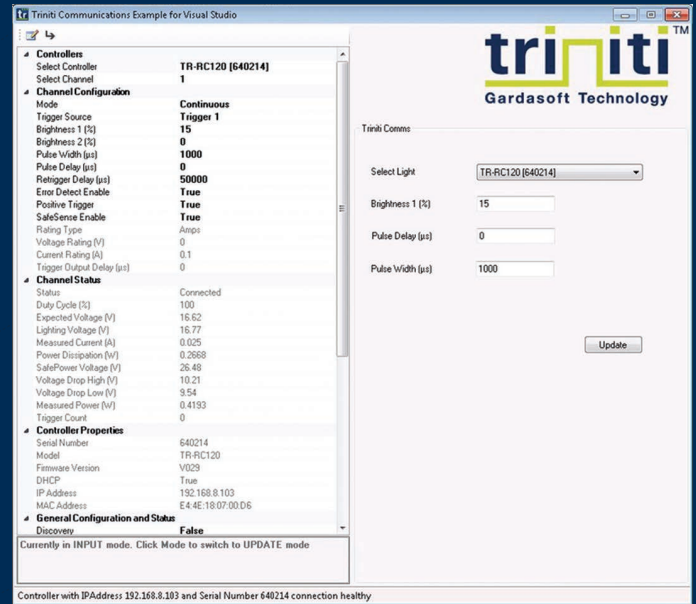 Triniti Communications Example for Visual Studio
Controllers
Select Controller TR-RC120 [640214]
Select Channel 1
Channel Configuration
Mode Continuous
Trigger Source Trigger 1
Brightness 1 (%) 15
Brightness 2 (%) 0
Pulse Width (µs) 1000
Pulse Delay (µs) 0
Retrigger Delay (µs) 50000
Error Detect Enable True
Positive Trigger True
SafeSense Enable True
Rating Type Amps
Voltage Rating (V) 0
Current Rating (A) 0.1
Trigger Output Delay (µs) 0
Channel Status
Status Connected
Duty Cycle (%) 100
Expected Voltage (V) 16.62
Lighting Voltage (V) 16.77
Measured Current (A) 0.025
Power Dissipation (W) 0.2668
SafePower Voltage (V) 26.48
Voltage Drop High (V) 10.21
Voltage Drop Low (V) 9.54
Measured Power (W) 0.4193
Trigger Count 0
Controller Properties
Serial Number 640214
Model TR-RC120
Firmware Version V029
DHCP True
IP Address 192.168.8.103
MAC Address E4:4E:18:07:00:D6
General Configuration and Status
Discovery False
Currently in INPUT mode. Click Mode to switch to UPDATE mode
triniti TM
Gardasoft Technology
Triniti Comms
Select Light TR-RC120 [640214]
Brightness 1 (%) 15
Pulse Delay (µs) 0
Pulse Width (µs) 1000
Update
Controller with IPAddress 192.168.8.103 and Serial Number 640214 connection healthy